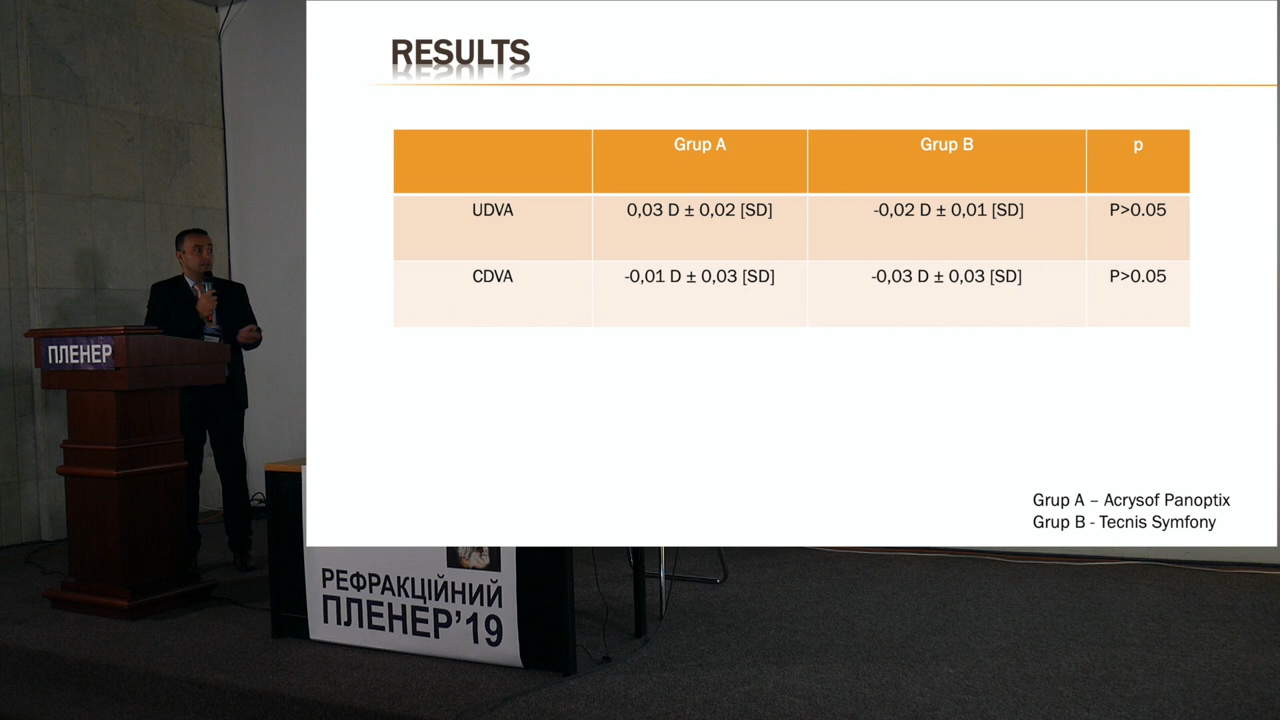 RESULTS
Grup A Grup B p
UDVA 0,03 D ± 0,02 [SD] -0,02 D ± 0,01 [SD] P>0.05
CDVA -0,01 D ± 0,03 [SD] -0,03 D ± 0,03 [SD] P>0.05
Grup A – Acrysof Panoptix
Grup B - Tecnis Symfony
ПЛЕНЕР
РЕФРАКЦІЙНИЙ
ПЛЕНЕР’19